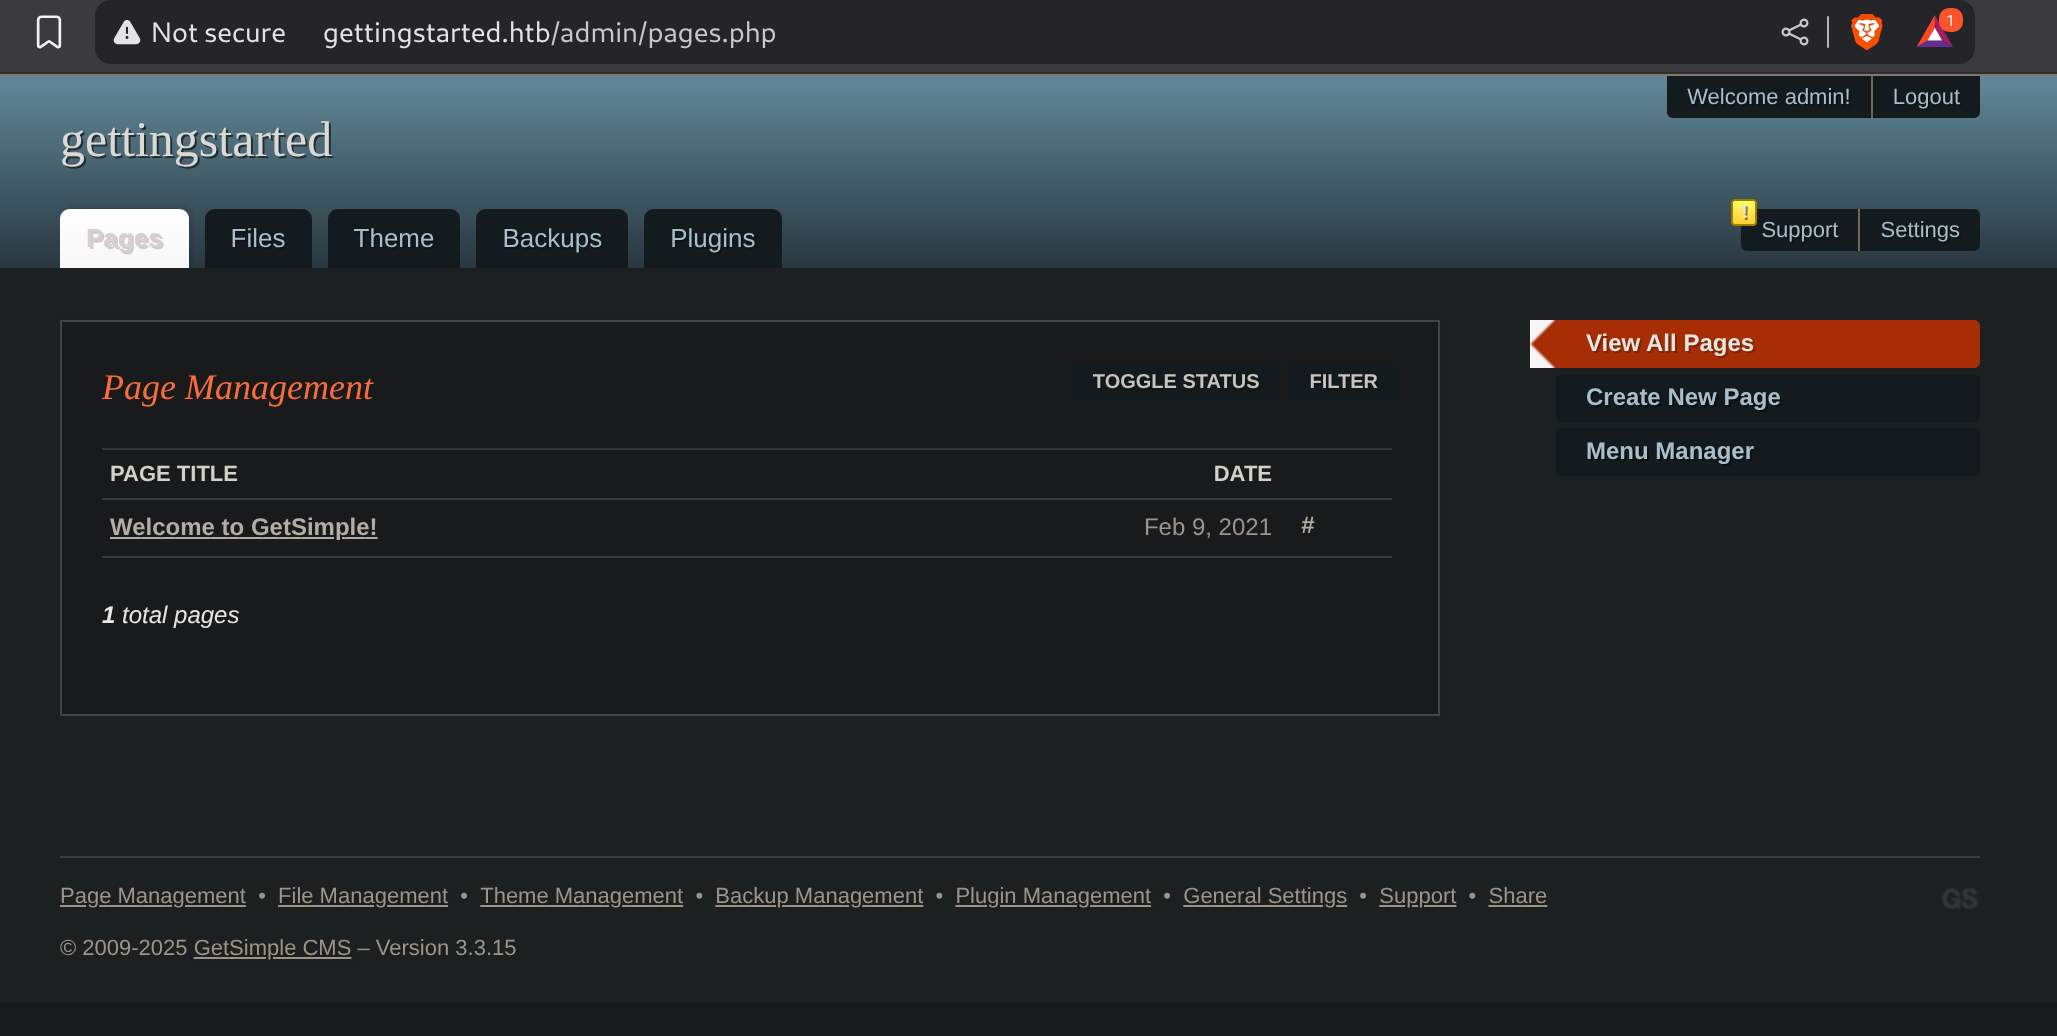 Not secure gettingstarted.htb/admin/pages.php 1
Welcome admin! Logout
gettingstarted
Pages Files Theme Backups Plugins
! Support Settings
Page Management TOGGLE STATUS FILTER
PAGE TITLE DATE
Welcome to GetSimple! Feb 9, 2021 #
1 total pages
View All Pages
Create New Page
Menu Manager
Page Management • File Management • Theme Management • Backup Management • Plugin Management • General Settings • Support • Share
GS
© 2009-2025 GetSimple CMS – Version 3.3.15